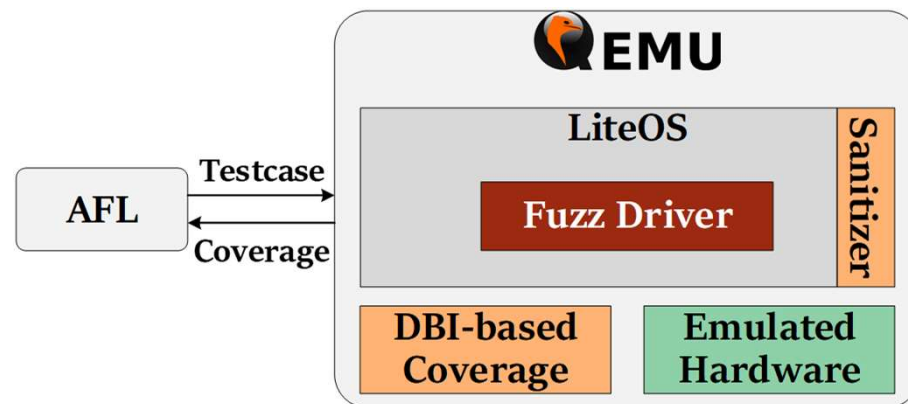 QEMU
LiteOS
Sanitizer
Testcase
AFL
Fuzz Driver
Coverage
DBI-based
Coverage
Emulated
Hardware